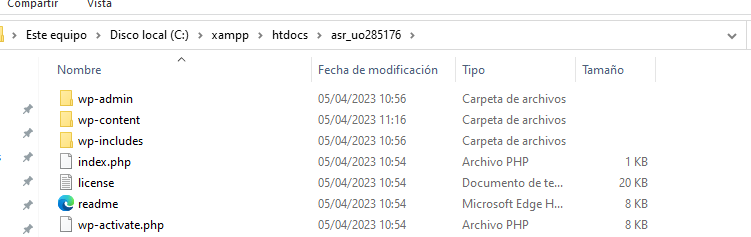 Compartir Vista
Este equipo > Disco local (C:) > xampp > htdocs > asr_uo285176 >
Nombre Fecha de modificación Tipo Tamaño
wp-admin 05/04/2023 10:56 Carpeta de archivos
wp-content 05/04/2023 11:16 Carpeta de archivos
wp-includes 05/04/2023 10:56 Carpeta de archivos
index.php 05/04/2023 10:54 Archivo PHP 1 KB
license 05/04/2023 10:54 Documento de te... 20 KB
readme 05/04/2023 10:54 Microsoft Edge H... 8 KB
wp-activate.php 05/04/2023 10:54 Archivo PHP 8 KB